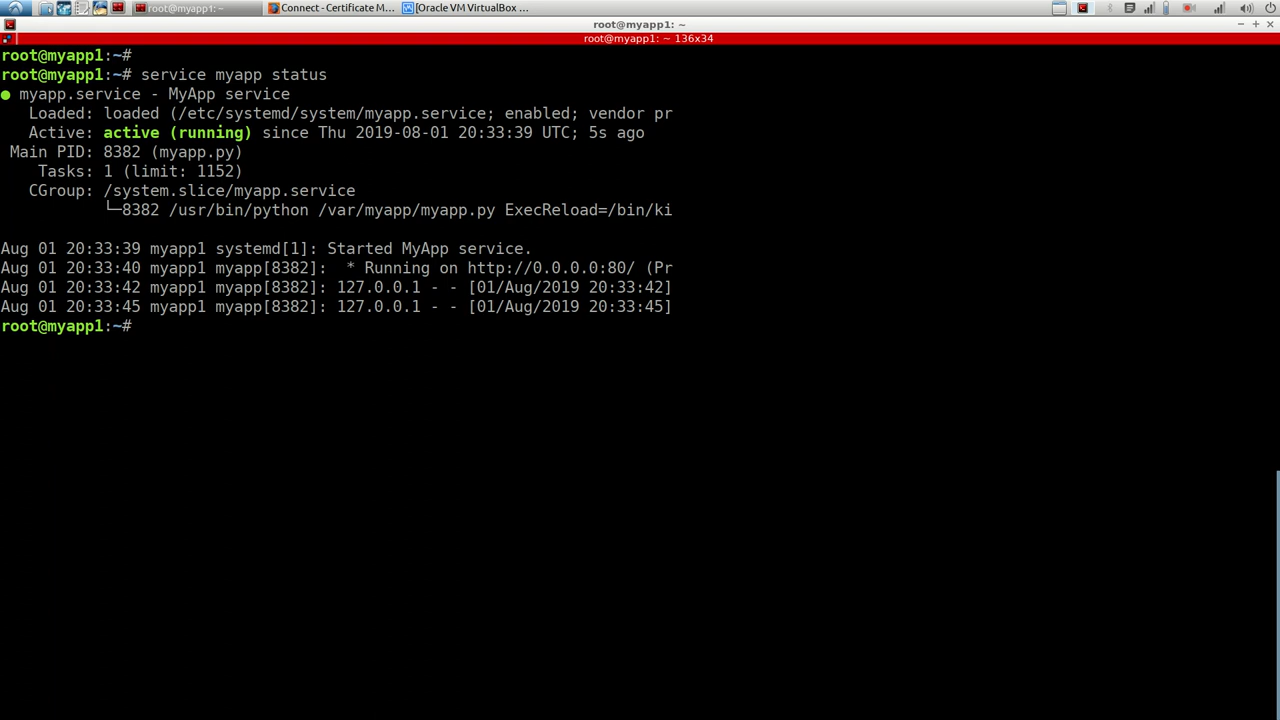 root@myapp1: ~
Connect - Certificate M...
[Oracle VM VirtualBox ...
root@myapp1: ~
root@myapp1: ~ 136x34
root@myapp1:~#
root@myapp1:~# service myapp status
● myapp.service - MyApp service
   Loaded: loaded (/etc/systemd/system/myapp.service; enabled; vendor pr
   Active: active (running) since Thu 2019-08-01 20:33:39 UTC; 5s ago
 Main PID: 8382 (myapp.py)
    Tasks: 1 (limit: 1152)
   CGroup: /system.slice/myapp.service
           └─8382 /usr/bin/python /var/myapp/myapp.py ExecReload=/bin/ki
Aug 01 20:33:39 myapp1 systemd[1]: Started MyApp service.
Aug 01 20:33:40 myapp1 myapp[8382]:  * Running on http://0.0.0.0:80/ (Pr
Aug 01 20:33:42 myapp1 myapp[8382]: 127.0.0.1 - - [01/Aug/2019 20:33:42]
Aug 01 20:33:45 myapp1 myapp[8382]: 127.0.0.1 - - [01/Aug/2019 20:33:45]
root@myapp1:~#